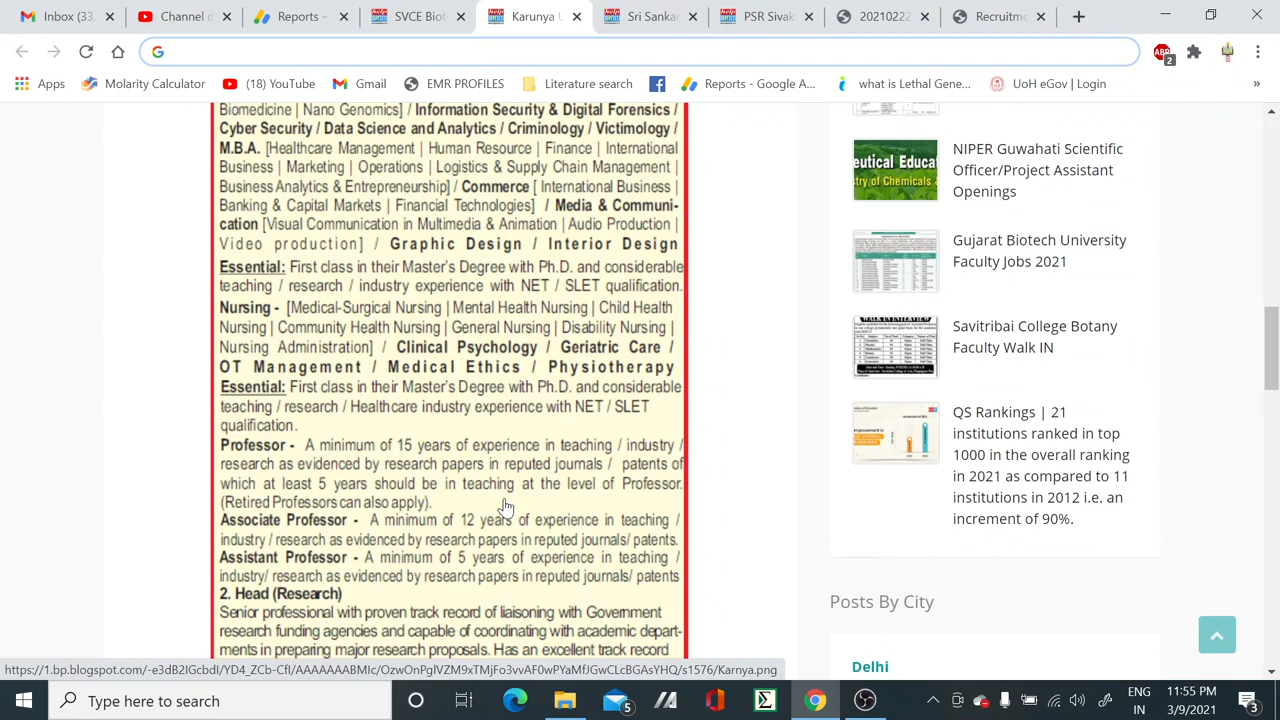 Inbox (33
Channel d
Reports –
SVCE Biot
Karunya U
Sri Sankar
PSR Sivak
20210222
Recruitme
2
Apps
Molarity Calculator
(18) YouTube
Gmail
EMR PROFILES
Literature search
Reports - Google A...
what is Lethal Gene...
UoH eGov | Login
»
Biomedicine | Nano Genomics] / Information Security & Digital Forensics /
Cyber Security / Data Science and Analytics / Criminology / Victimology /
M.B.A. [Healthcare Management | Human Resource | Finance | International
Business | Marketing | Operations | Logistics & Supply Chain Management |
Business Analytics & Entrepreneurship] / Commerce [ International Business |
Banking & Capital Markets | Financial Technologies] / Media & Communi-
cation [Visual Communication in Multimedia & Animation | Audio Production |
Video Production] / Graphic Design / Interior Design
Essential: First class in their Master's Degree with Ph.D. and considerable
teaching / research / industry experience with NET / SLET qualification.
Nursing - [Medical-Surgical Nursing | Mental Health Nursing | Child Health
Nursing | Community Health Nursing | General Nursing | Disability Nursing |
Nursing Administration] / Clinical Psychology / Geriatric
Management / Medical Ethics / Physiotherapy
Essential: First class in their Master's Degree with Ph.D. and considerable
teaching / research / Healthcare industry experience with NET / SLET
qualification.
Professor - A minimum of 15 years of experience in teaching / industry /
research as evidenced by research papers in reputed journals / patents of
which at least 5 years should be in teaching at the level of Professor.
(Retired Professors can also apply).
Associate Professor - A minimum of 12 years of experience in teaching /
industry / research as evidenced by research papers in reputed journals/ patents.
Assistant Professor - A minimum of 5 years of experience in teaching /
industry/ research as evidenced by research papers in reputed journals/ patents
2. Head (Research)
Senior professional with proven track record of liaisoning with Government
research funding agencies and capable of coordinating with academic depart-
ments in preparing major research proposals. Has an excellent track record
eutical Educa
stry of Chemicals &
NIPER Guwahati Scientific
Officer/Project Assistant
Openings
Gujarat Biotech University
Faculty Jobs 2021
WALK IN INTERVIEW
Savitribai College Botany
Faculty Walk IN
QS Rankings | 21
institutions ranked in top
1000 in the overall ranking
in 2021 as compared to 11
institutions in 2012 i.e. an
increment of 90%.
Posts By City
Delhi
Type here to search
5
ENG
IN
11:55 PM
3/9/2021
3